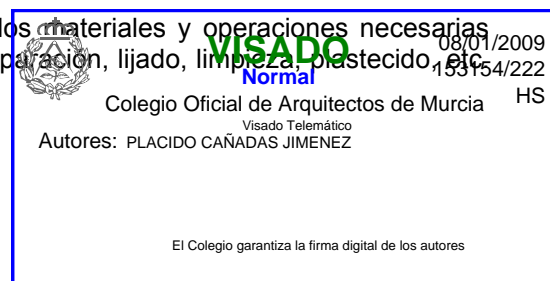 los materiales y operaciones necesarias
paración, lijado, limpieza, plastecido, etc
VISADO
Normal
08/01/2009
153154/222
HS
Colegio Oficial de Arquitectos de Murcia
Visado Telemático
Autores: PLACIDO CAÑADAS JIMENEZ
El Colegio garantiza la firma digital de los autores